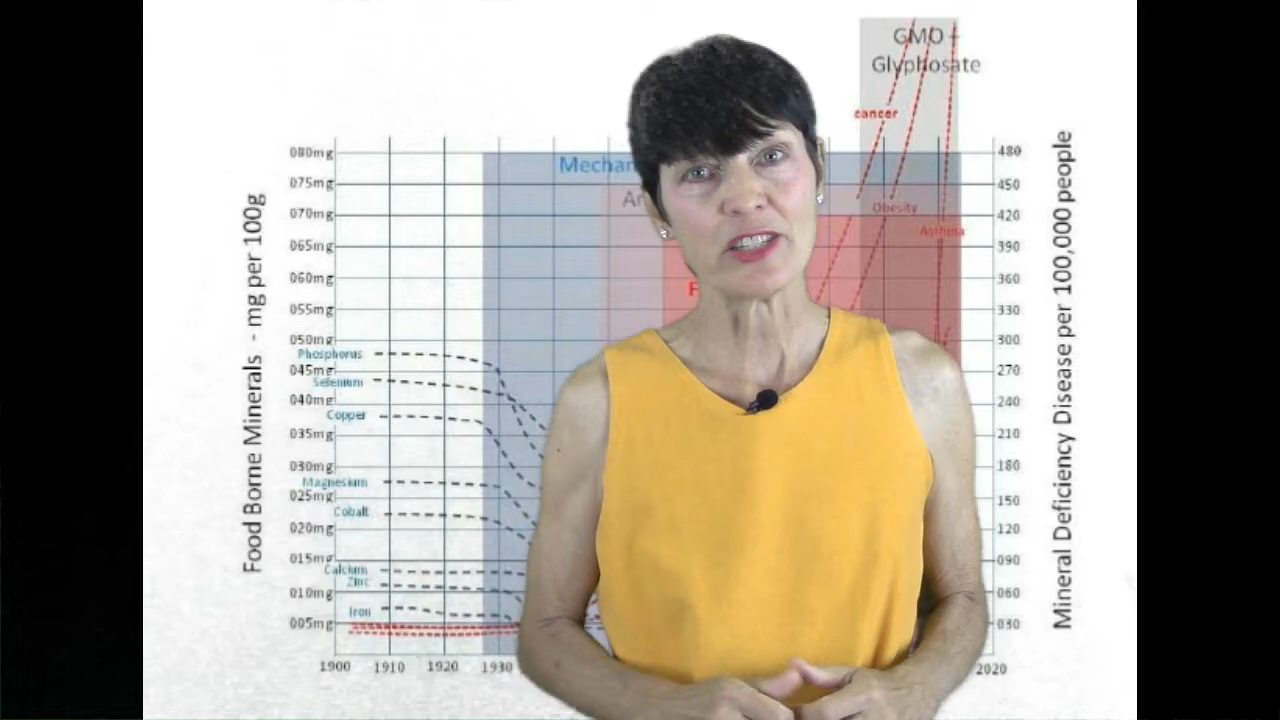 GMO –
Glyphosate
cancer
Mechan
Ar
Obesity
Asthma
F
Food Borne Minerals - mg per 100g
080mg
075mg
070mg
065mg
060mg
055mg
050mg
045mg
040mg
035mg
030mg
025mg
020mg
015mg
010mg
005mg
Phosphorus
Selenium
Copper
Magnesium
Cobalt
Calcium
Zinc
Iron
480
450
420
390
360
330
300
270
240
210
180
150
120
090
060
030
Mineral Deficiency Disease per 100,000 people
1900 1910 1920 1930 2020